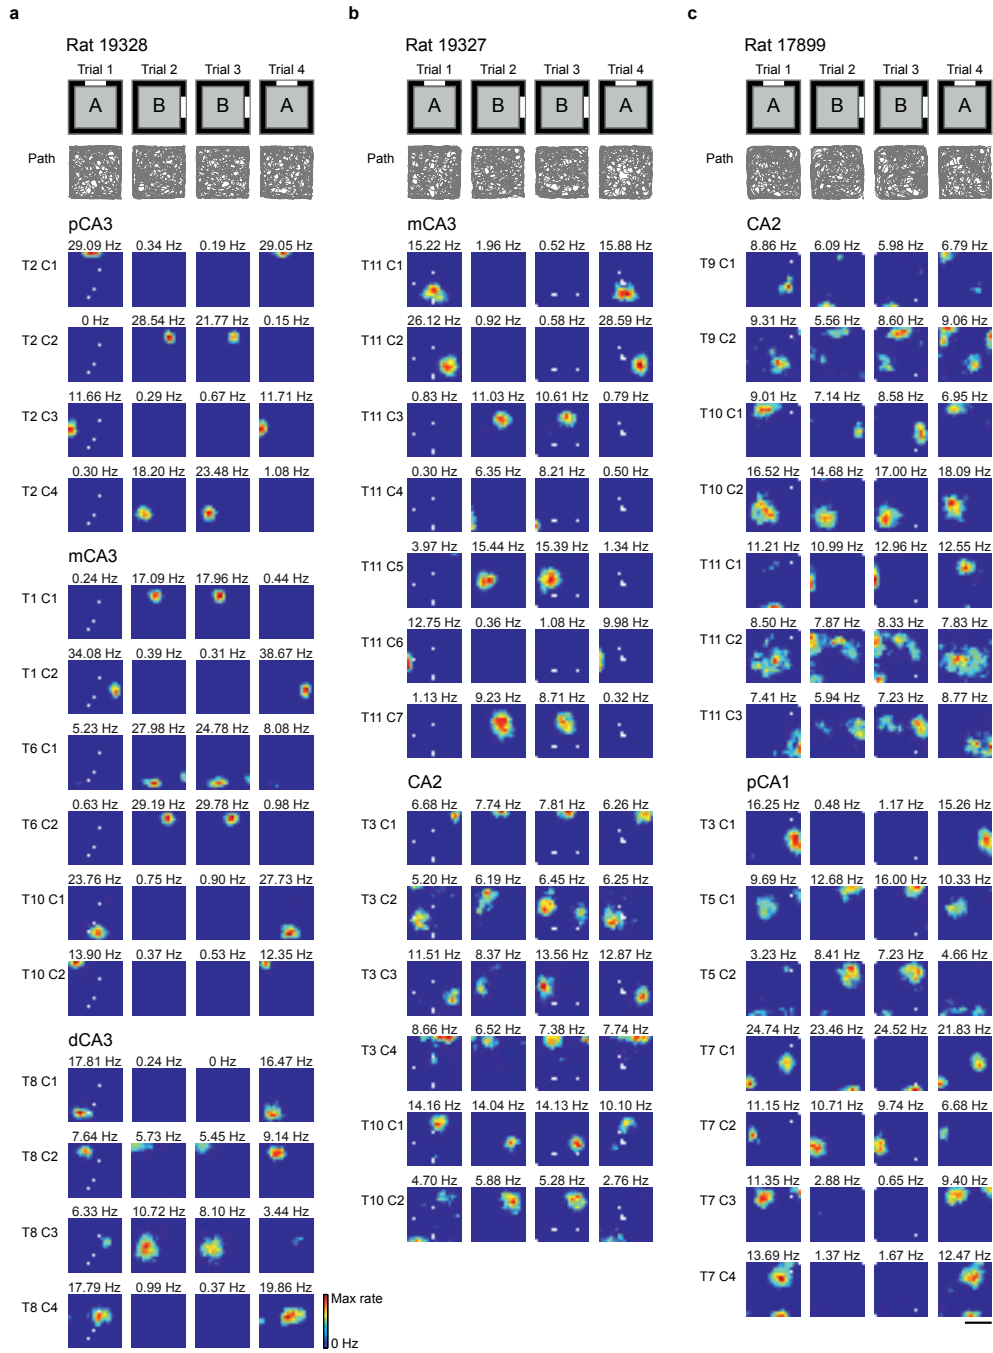 a
Rat 19328
Trial 1 Trial 2 Trial 3 Trial 4
A B B A
Path
pCA3
29.09 Hz 0.34 Hz 0.19 Hz 29.05 Hz
T2 C1
0 Hz 28.54 Hz 21.77 Hz 0.15 Hz
T2 C2
11.66 Hz 0.29 Hz 0.67 Hz 11.71 Hz
T2 C3
0.30 Hz 18.20 Hz 23.48 Hz 1.08 Hz
T2 C4
mCA3
0.24 Hz 17.09 Hz 17.96 Hz 0.44 Hz
T1 C1
34.08 Hz 0.39 Hz 0.31 Hz 38.67 Hz
T1 C2
5.23 Hz 27.98 Hz 24.78 Hz 8.08 Hz
T6 C1
0.63 Hz 29.19 Hz 29.78 Hz 0.98 Hz
T6 C2
23.76 Hz 0.75 Hz 0.90 Hz 27.73 Hz
T10 C1
13.90 Hz 0.37 Hz 0.53 Hz 12.35 Hz
T10 C2
dCA3
17.81 Hz 0.24 Hz 0 Hz 16.47 Hz
T8 C1
7.64 Hz 5.73 Hz 5.45 Hz 9.14 Hz
T8 C2
6.33 Hz 10.72 Hz 8.10 Hz 3.44 Hz
T8 C3
17.79 Hz 0.99 Hz 0.37 Hz 19.86 Hz
T8 C4
Max rate
0 Hz
b
Rat 19327
Trial 1 Trial 2 Trial 3 Trial 4
A B B A
Path
mCA3
15.22 Hz 1.96 Hz 0.52 Hz 15.88 Hz
T11 C1
26.12 Hz 0.92 Hz 0.58 Hz 28.59 Hz
T11 C2
0.83 Hz 11.03 Hz 10.61 Hz 0.79 Hz
T11 C3
0.30 Hz 6.35 Hz 8.21 Hz 0.50 Hz
T11 C4
3.97 Hz 15.44 Hz 15.39 Hz 1.34 Hz
T11 C5
12.75 Hz 0.36 Hz 1.08 Hz 9.98 Hz
T11 C6
1.13 Hz 9.23 Hz 8.71 Hz 0.32 Hz
T11 C7
CA2
6.68 Hz 7.74 Hz 7.81 Hz 6.26 Hz
T3 C1
5.20 Hz 6.19 Hz 6.45 Hz 6.25 Hz
T3 C2
11.51 Hz 8.37 Hz 13.56 Hz 12.87 Hz
T3 C3
8.66 Hz 6.52 Hz 7.38 Hz 7.74 Hz
T3 C4
14.16 Hz 14.04 Hz 14.13 Hz 10.10 Hz
T10 C1
4.70 Hz 5.88 Hz 5.28 Hz 2.76 Hz
T10 C2
c
Rat 17899
Trial 1 Trial 2 Trial 3 Trial 4
A B B A
Path
CA2
8.86 Hz 6.09 Hz 5.98 Hz 6.79 Hz
T9 C1
9.31 Hz 5.56 Hz 8.60 Hz 9.06 Hz
T9 C2
9.01 Hz 7.14 Hz 8.58 Hz 6.95 Hz
T10 C1
16.52 Hz 14.68 Hz 17.00 Hz 18.09 Hz
T10 C2
11.21 Hz 10.99 Hz 12.96 Hz 12.55 Hz
T11 C1
8.50 Hz 7.87 Hz 8.33 Hz 7.83 Hz
T11 C2
7.41 Hz 5.94 Hz 7.23 Hz 8.77 Hz
T11 C3
pCA1
16.25 Hz 0.48 Hz 1.17 Hz 15.26 Hz
T3 C1
9.69 Hz 12.68 Hz 16.00 Hz 10.33 Hz
T5 C1
3.23 Hz 8.41 Hz 7.23 Hz 4.66 Hz
T5 C2
24.74 Hz 23.46 Hz 24.52 Hz 21.83 Hz
T7 C1
11.15 Hz 10.71 Hz 9.74 Hz 6.68 Hz
T7 C2
11.35 Hz 2.88 Hz 0.65 Hz 9.40 Hz
T7 C3
13.69 Hz 1.37 Hz 1.67 Hz 12.47 Hz
T7 C4